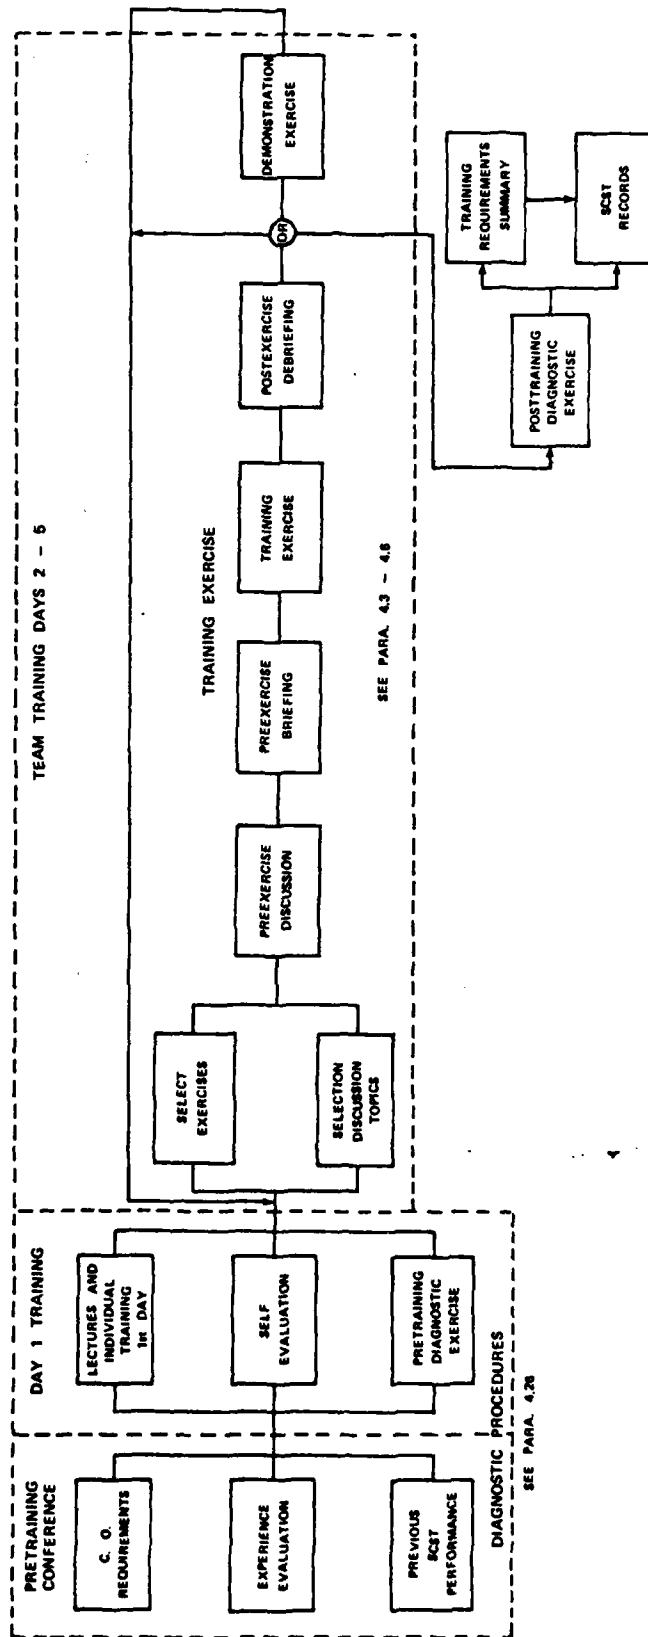 PRETRAINING
CONFERENCE
C. O.
REQUIREMENTS
EXPERIENCE EVALUATION
PREVIOUS
SCST
PERFORMANCE
DIAGNOSTIC PROCEDURES
SEE PARA. 4.26
DAY 1 TRAINING
LECTURES AND
INDIVIDUAL
TRAINING
1st DAY
SELF
EVALUATION
PRETRAINING
DIAGNOSTIC
EXERCISE
TEAM TRAINING DAYS 2 - 5
SELECT
EXERCISES
SELECTION
DISCUSSION
TOPICS
TRAINING EXERCISE
PREEXERCISE
DISCUSSION
PREEXERCISE
BRIEFING
TRAINING
EXERCISE
POSTEXERCISE
DEBRIEFING
OR
DEMONSTRATION
EXERCISE
SEE PARA. 4.3 - 4.6
POSTTRAINING
DIAGNOSTIC
EXERCISE
TRAINING
REQUIREMENTS
SUMMARY
SCST
RECORDS